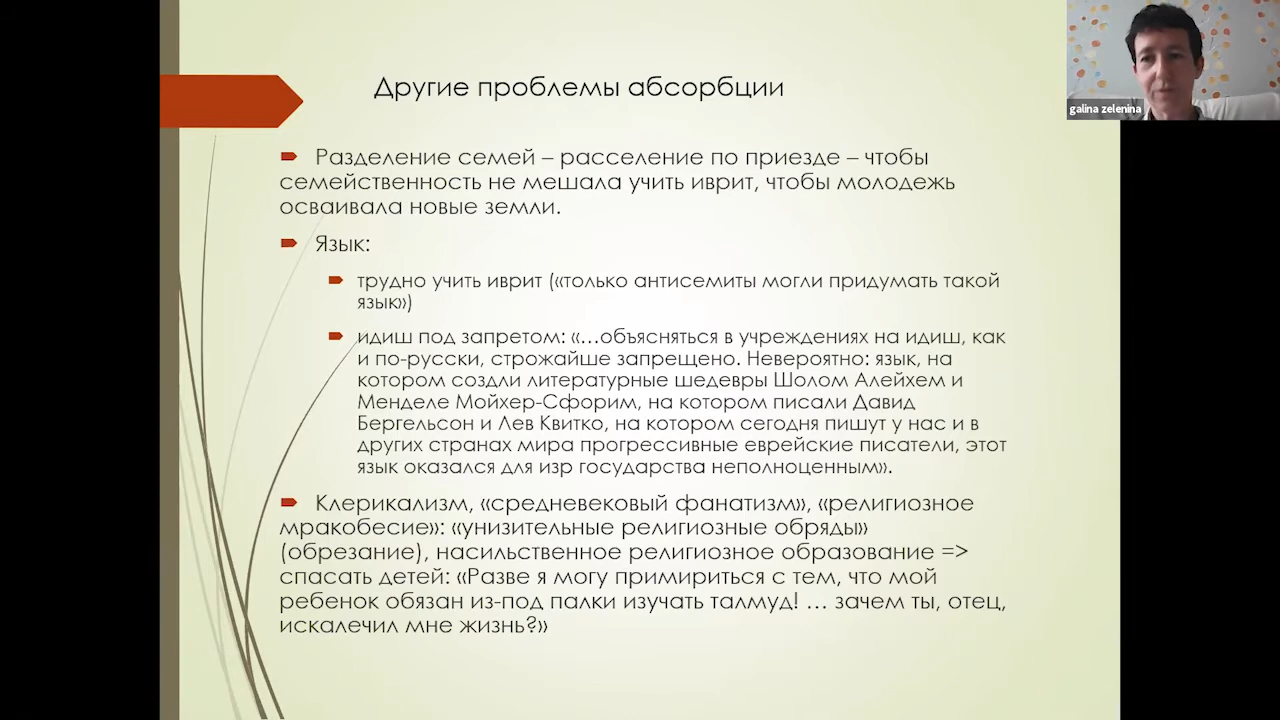 Другие проблемы абсорбции
galina zelenina
Разделение семей – расселение по приезде – чтобы
семейственность не мешала учить иврит, чтобы молодежь
осваивала новые земли.
Язык:
трудно учить иврит («только антисемиты могли придумать такой
язык»)
идиш под запретом: «…объясняться в учреждениях на идиш, как
и по-русски, строжайше запрещено. Невероятно: язык, на
котором создли литературные шедевры Шолом Алейхем и
Менделе Мойхер-Сфорим, на котором писали Давид
Бергельсон и Лев Квитко, на котором сегодня пишут у нас и в
других странах мира прогрессивные еврейские писатели, этот
язык оказался для изр государства неполноценным».
Клерикализм, «средневековый фанатизм», «религиозное
мракобесие»: «унизительные религиозные обряды»
(обрезание), насильственное религиозное образование =>
спасать детей: «Разве я могу примириться с тем, что мой
ребенок обязан из-под палки изучать талмуд! … зачем ты, отец,
искалечил мне жизнь?»